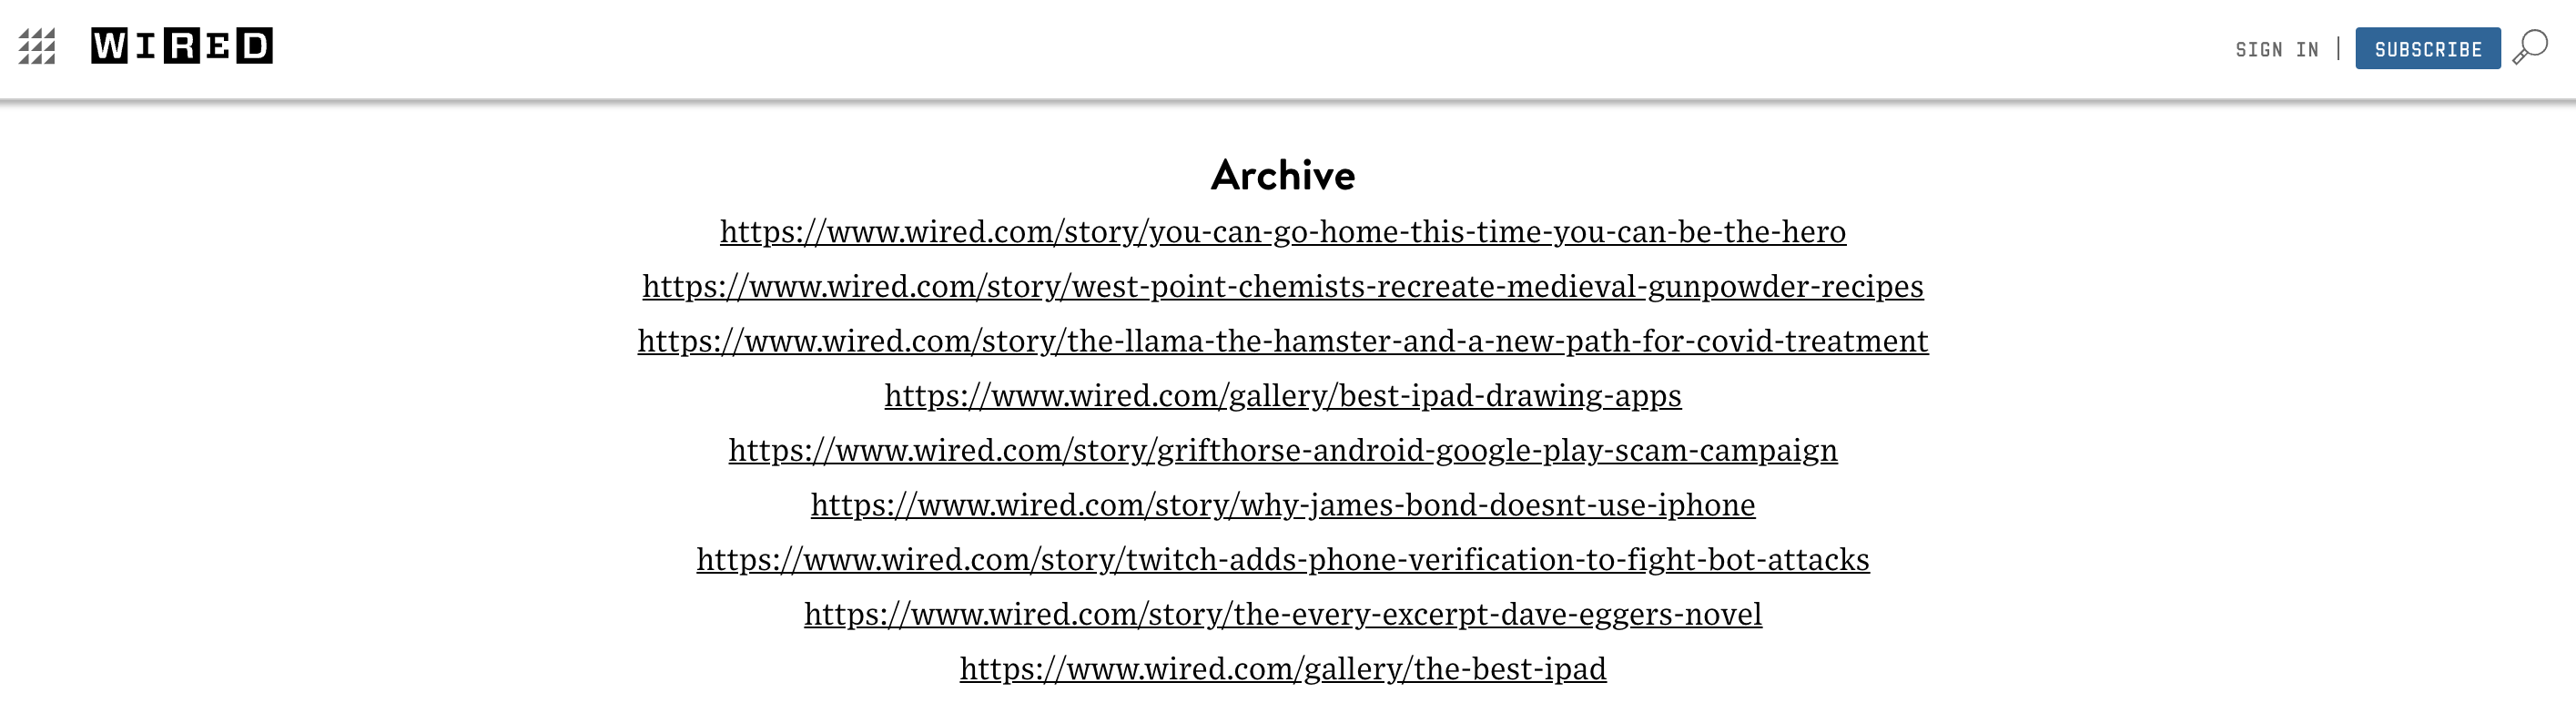 WIRED
SIGN IN | SUBSCRIBE
Archive
https://www.wired.com/story/you-can-go-home-this-time-you-can-be-the-hero
https://www.wired.com/story/west-point-chemists-recreate-medieval-gunpowder-recipes
https://www.wired.com/story/the-llama-the-hamster-and-a-new-path-for-covid-treatment
https://www.wired.com/gallery/best-ipad-drawing-apps
https://www.wired.com/story/grifthorse-android-google-play-scam-campaign
https://www.wired.com/story/why-james-bond-doesnt-use-iphone
https://www.wired.com/story/twitch-adds-phone-verification-to-fight-bot-attacks
https://www.wired.com/story/the-every-excerpt-dave-eggers-novel
https://www.wired.com/gallery/the-best-ipad